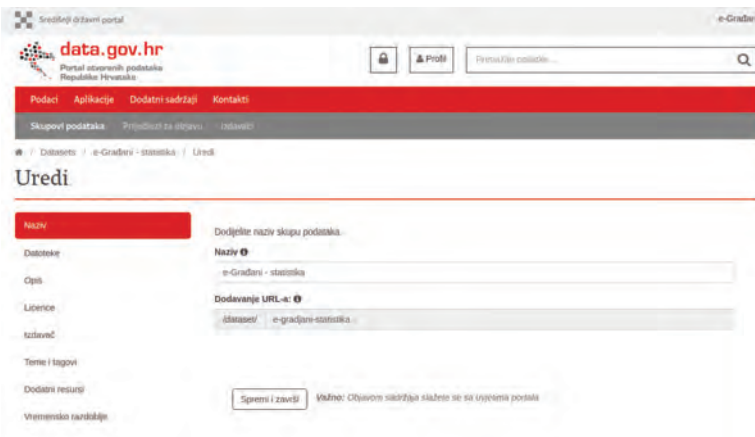 Središnji državni portal
e-Građani
data.gov.hr
Portal otvorenih podataka
Republike Hrvatske
Profil
Pretražite podatke...
Podaci Aplikacije Dodatni sadržaji Kontakti
Skupovi podataka Prijedlozi za objavu Izdavači
/ Datasets / e-Građani - statistika / Uredi
Uredi
Naziv
Datoteke
Opis
Licence
Izdavač
Teme i tagovi
Dodatni resursi
Vremensko razdoblje
Dodijelite naziv skupu podataka.
Naziv
e-Građani - statistika
Dodavanje URL-a:
/dataset/ e-gradjani-statistika
Spremi i završi
Važno: Objavom sadržaja slažete se sa uvjetima portala